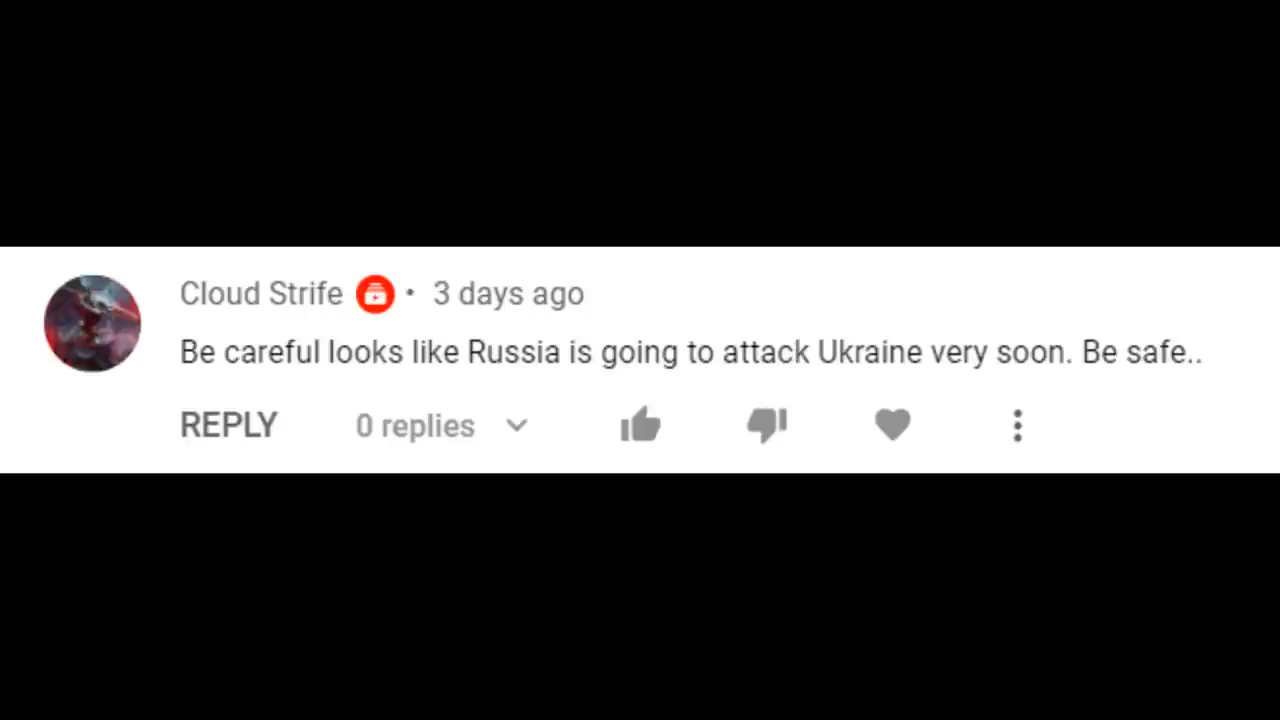 Cloud Strife • 3 days ago
Be careful looks like Russia is going to attack Ukraine very soon. Be safe..
REPLY 0 replies